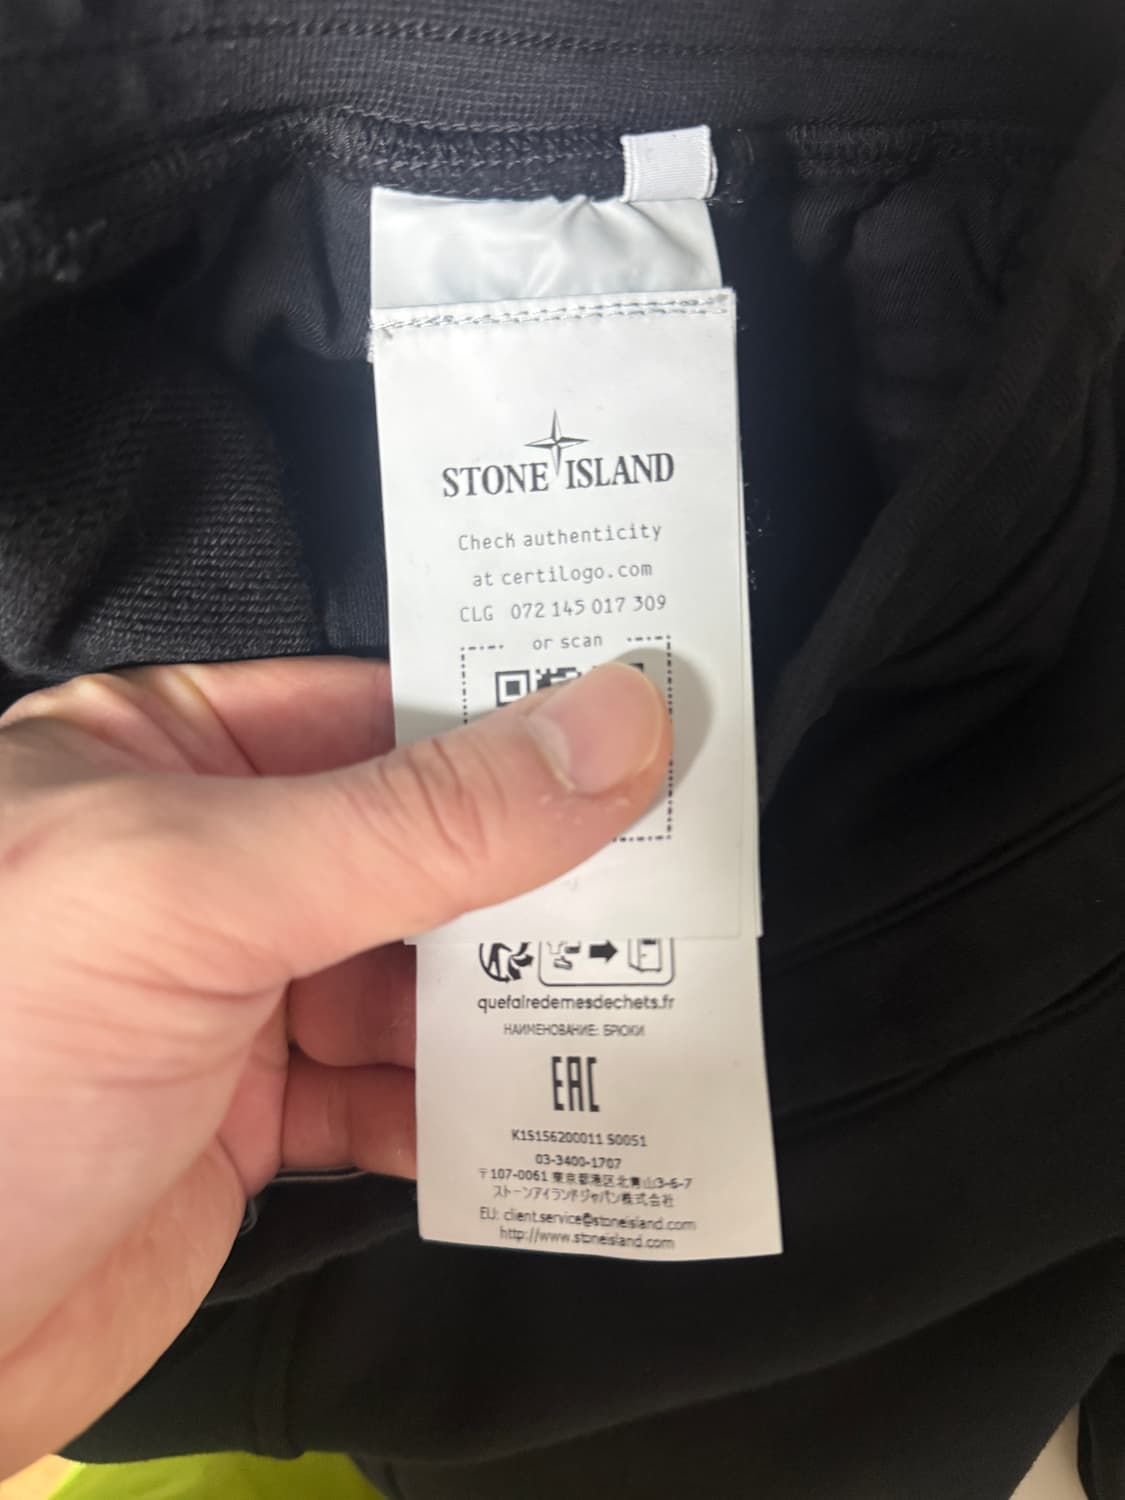 STONE ISLAND
Check authenticity
at certilogo.com
CLG 072 145 017 309
or scan
quefairedemesdechets.fr
НАИМЕНОВАНИЕ: БРЮКИ
EAC
K1S156200011 S0051
03-3400-1707
〒107-0061 東京都港区北青山3-6-7
ストーンアイランドジャパン株式会社
EU: client.service@stoneisland.com
http://www.stoneisland.com